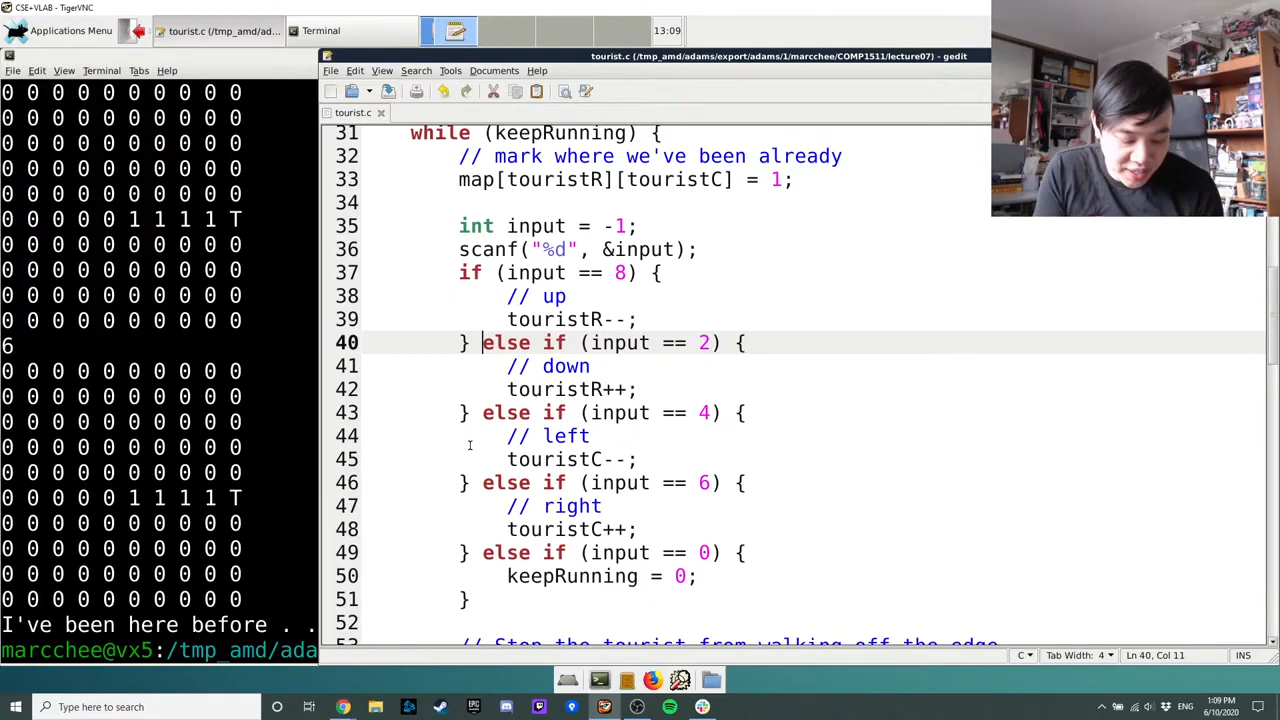 CSE+VLAB - TigerVNC
Applications Menu
tourist.c (/tmp_amd/ad...
Terminal
13:09
File Edit View Terminal Tabs Help
0 0 0 0 0 0 0 0 0 0
0 0 0 0 0 0 0 0 0 0
0 0 0 0 0 0 0 0 0 0
0 0 0 0 0 0 0 0 0 0
0 0 0 0 0 0 0 0 0 0
0 0 0 0 0 1 1 1 1 T
0 0 0 0 0 0 0 0 0 0
0 0 0 0 0 0 0 0 0 0
0 0 0 0 0 0 0 0 0 0
0 0 0 0 0 0 0 0 0 0
6
0 0 0 0 0 0 0 0 0 0
0 0 0 0 0 0 0 0 0 0
0 0 0 0 0 0 0 0 0 0
0 0 0 0 0 0 0 0 0 0
0 0 0 0 0 0 0 0 0 0
0 0 0 0 0 1 1 1 1 T
0 0 0 0 0 0 0 0 0 0
0 0 0 0 0 0 0 0 0 0
0 0 0 0 0 0 0 0 0 0
0 0 0 0 0 0 0 0 0 0
I've been here before . .
marcchee@vx5:/tmp_amd/ada
tourist.c (/tmp_amd/adams/export/adams/1/marcchee/COMP1511/lecture07) - gedit
File Edit View Search Tools Documents Help
tourist.c
31 while (keepRunning) {
32 // mark where we've been already
33 map[touristR][touristC] = 1;
34
35 int input = -1;
36 scanf("%d", &input);
37 if (input == 8) {
38 // up
39 touristR--;
40 } else if (input == 2) {
41 // down
42 touristR++;
43 } else if (input == 4) {
44 // left
45 touristC--;
46 } else if (input == 6) {
47 // right
48 touristC++;
49 } else if (input == 0) {
50 keepRunning = 0;
51 }
52
53 // Stop the tourist from walking off the edge
C Tab Width: 4 Ln 40, Col 11 INS
Type here to search
EPIC
ENG
1:09 PM
6/10/2020